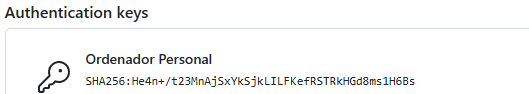 Authentication keys
Ordenador Personal
SHA256:He4n+/t23MnAjSxYkSjkLILFKefRSTRkHGd8ms1H6Bs